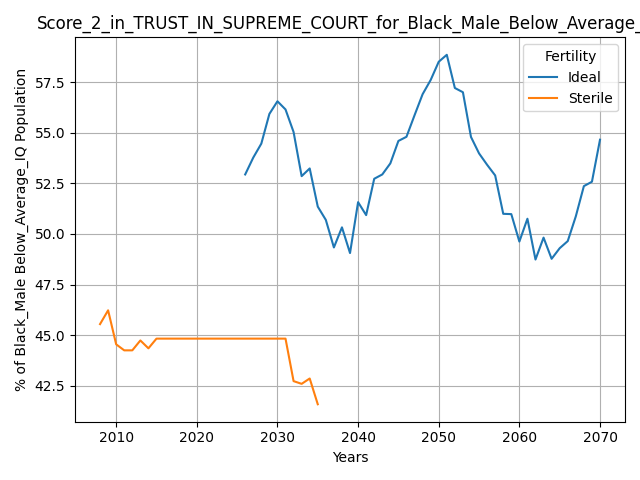 Score_2_in_TRUST_IN_SUPREME_COURT_for_Black_Male_Below_Average_
Fertility
Ideal
Sterile
% of Black_Male Below_Average_IQ Population
57.5
55.0
52.5
50.0
47.5
45.0
42.5
2010
2020
2030
2040
2050
2060
2070
Years